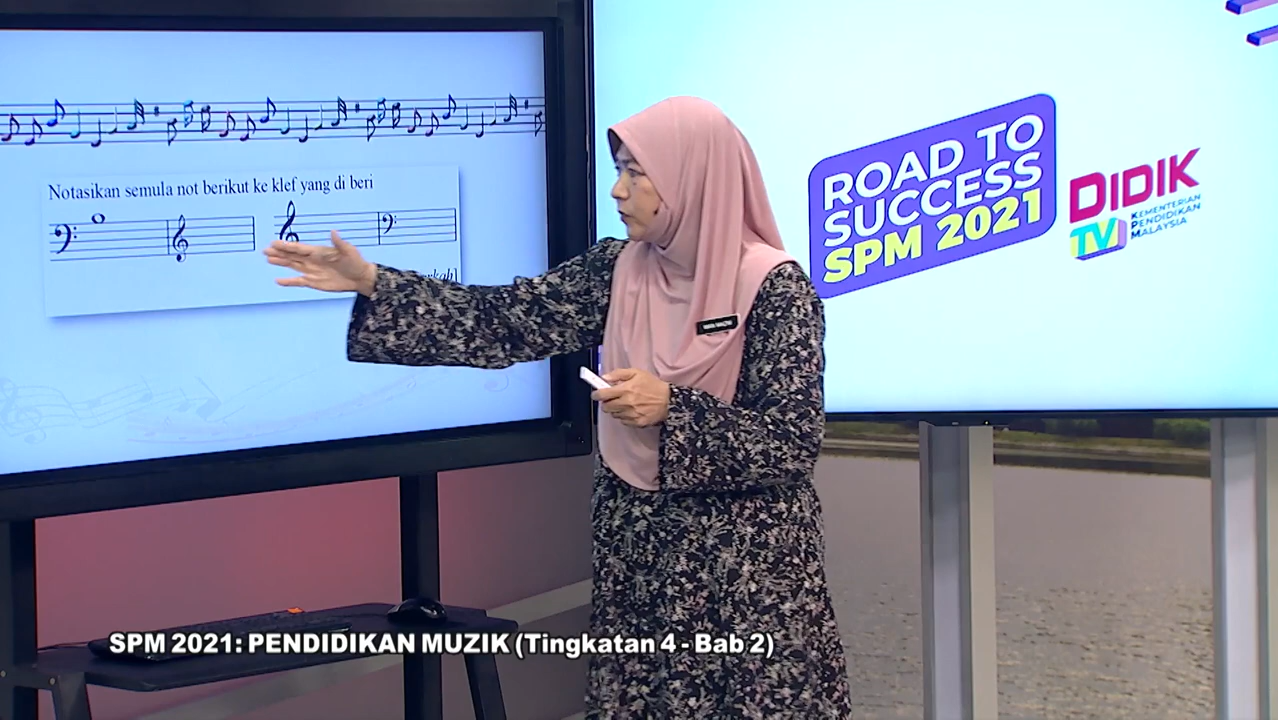 Notasikan semula not berikut ke klef yang di beri
ROAD TO
SUCCESS
SPM 2021
DIDIK
TV
KEMENTERIAN
PENDIDIKAN
MALAYSIA
SPM 2021: PENDIDIKAN MUZIK (Tingkatan 4 - Bab 2)